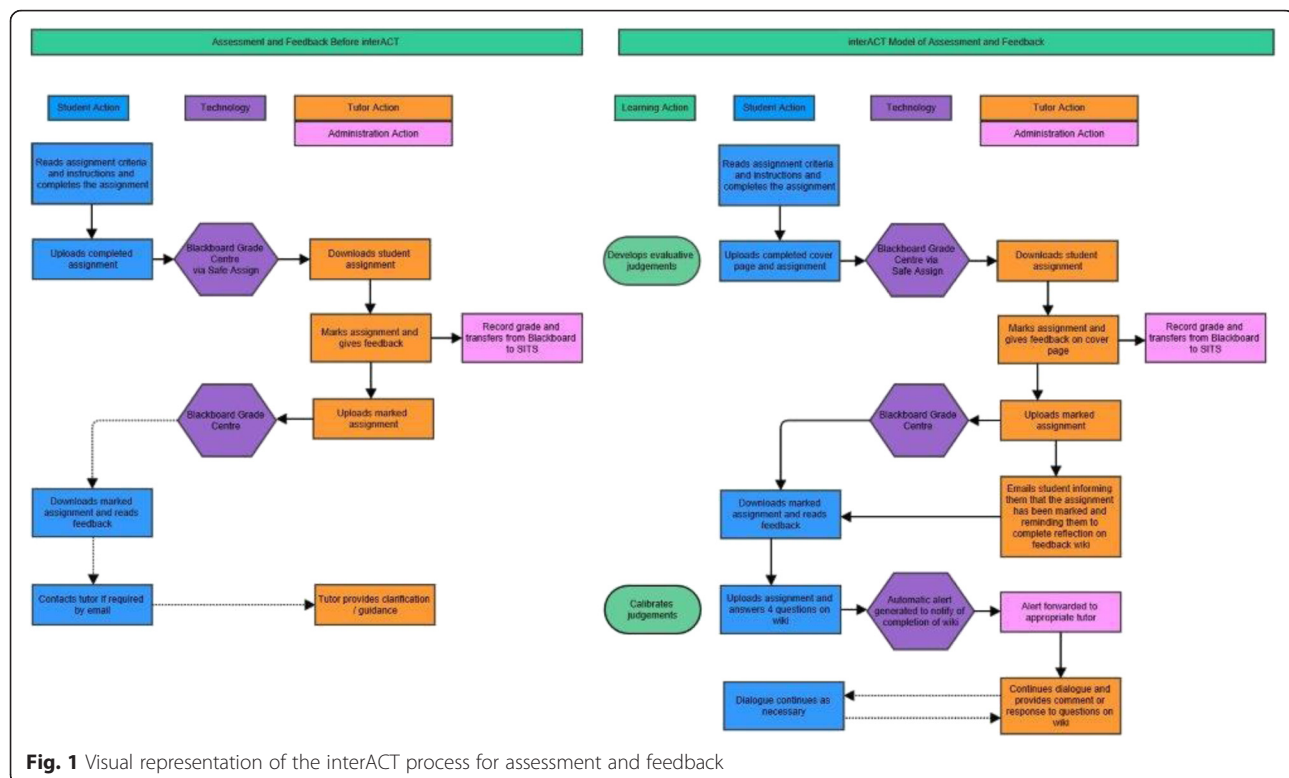 Assessment and Feedback Before interACT
Student Action
Technology
Tutor Action
Administration Action
Reads assignment criteria
and instructions and
completes the assignment
Uploads completed
assignment
Blackboard Grade
Centre
via Safe Assign
Downloads student
assignment
Marks assignment and
gives feedback
Record grade and
transfers from Blackboard
to SITS
Uploads marked
assignment
Blackboard Grade
Centre
Downloads marked
assignment and reads
feedback
Contacts tutor if required
by email
Tutor provides clarification
/ guidance
interACT Model of Assessment and Feedback
Learning Action
Student Action
Technology
Tutor Action
Administration Action
Reads assignment criteria
and instructions and
completes the assignment
Develops evaluative
judgements
Uploads completed cover
page and assignment
Blackboard Grade
Centre via
Safe Assign
Downloads student
assignment
Marks assignment and
gives feedback on cover
page
Record grade and
transfers from Blackboard
to SITS
Uploads marked
assignment
Blackboard Grade
Centre
Emails student informing
them that the assignment
has been marked and
reminding them to
complete reflection on
feedback wiki
Downloads marked
assignment and reads
feedback
Calibrates
judgements
Uploads assignment and
answers 4 questions on
wiki
Automatic alert
generated to notify of
completion of wiki
Alert forwarded to
appropriate tutor
Continues dialogue and
provides comment or
response to questions on
wiki
Dialogue continues as
necessary
Fig. 1 Visual representation of the interACT process for assessment and feedback